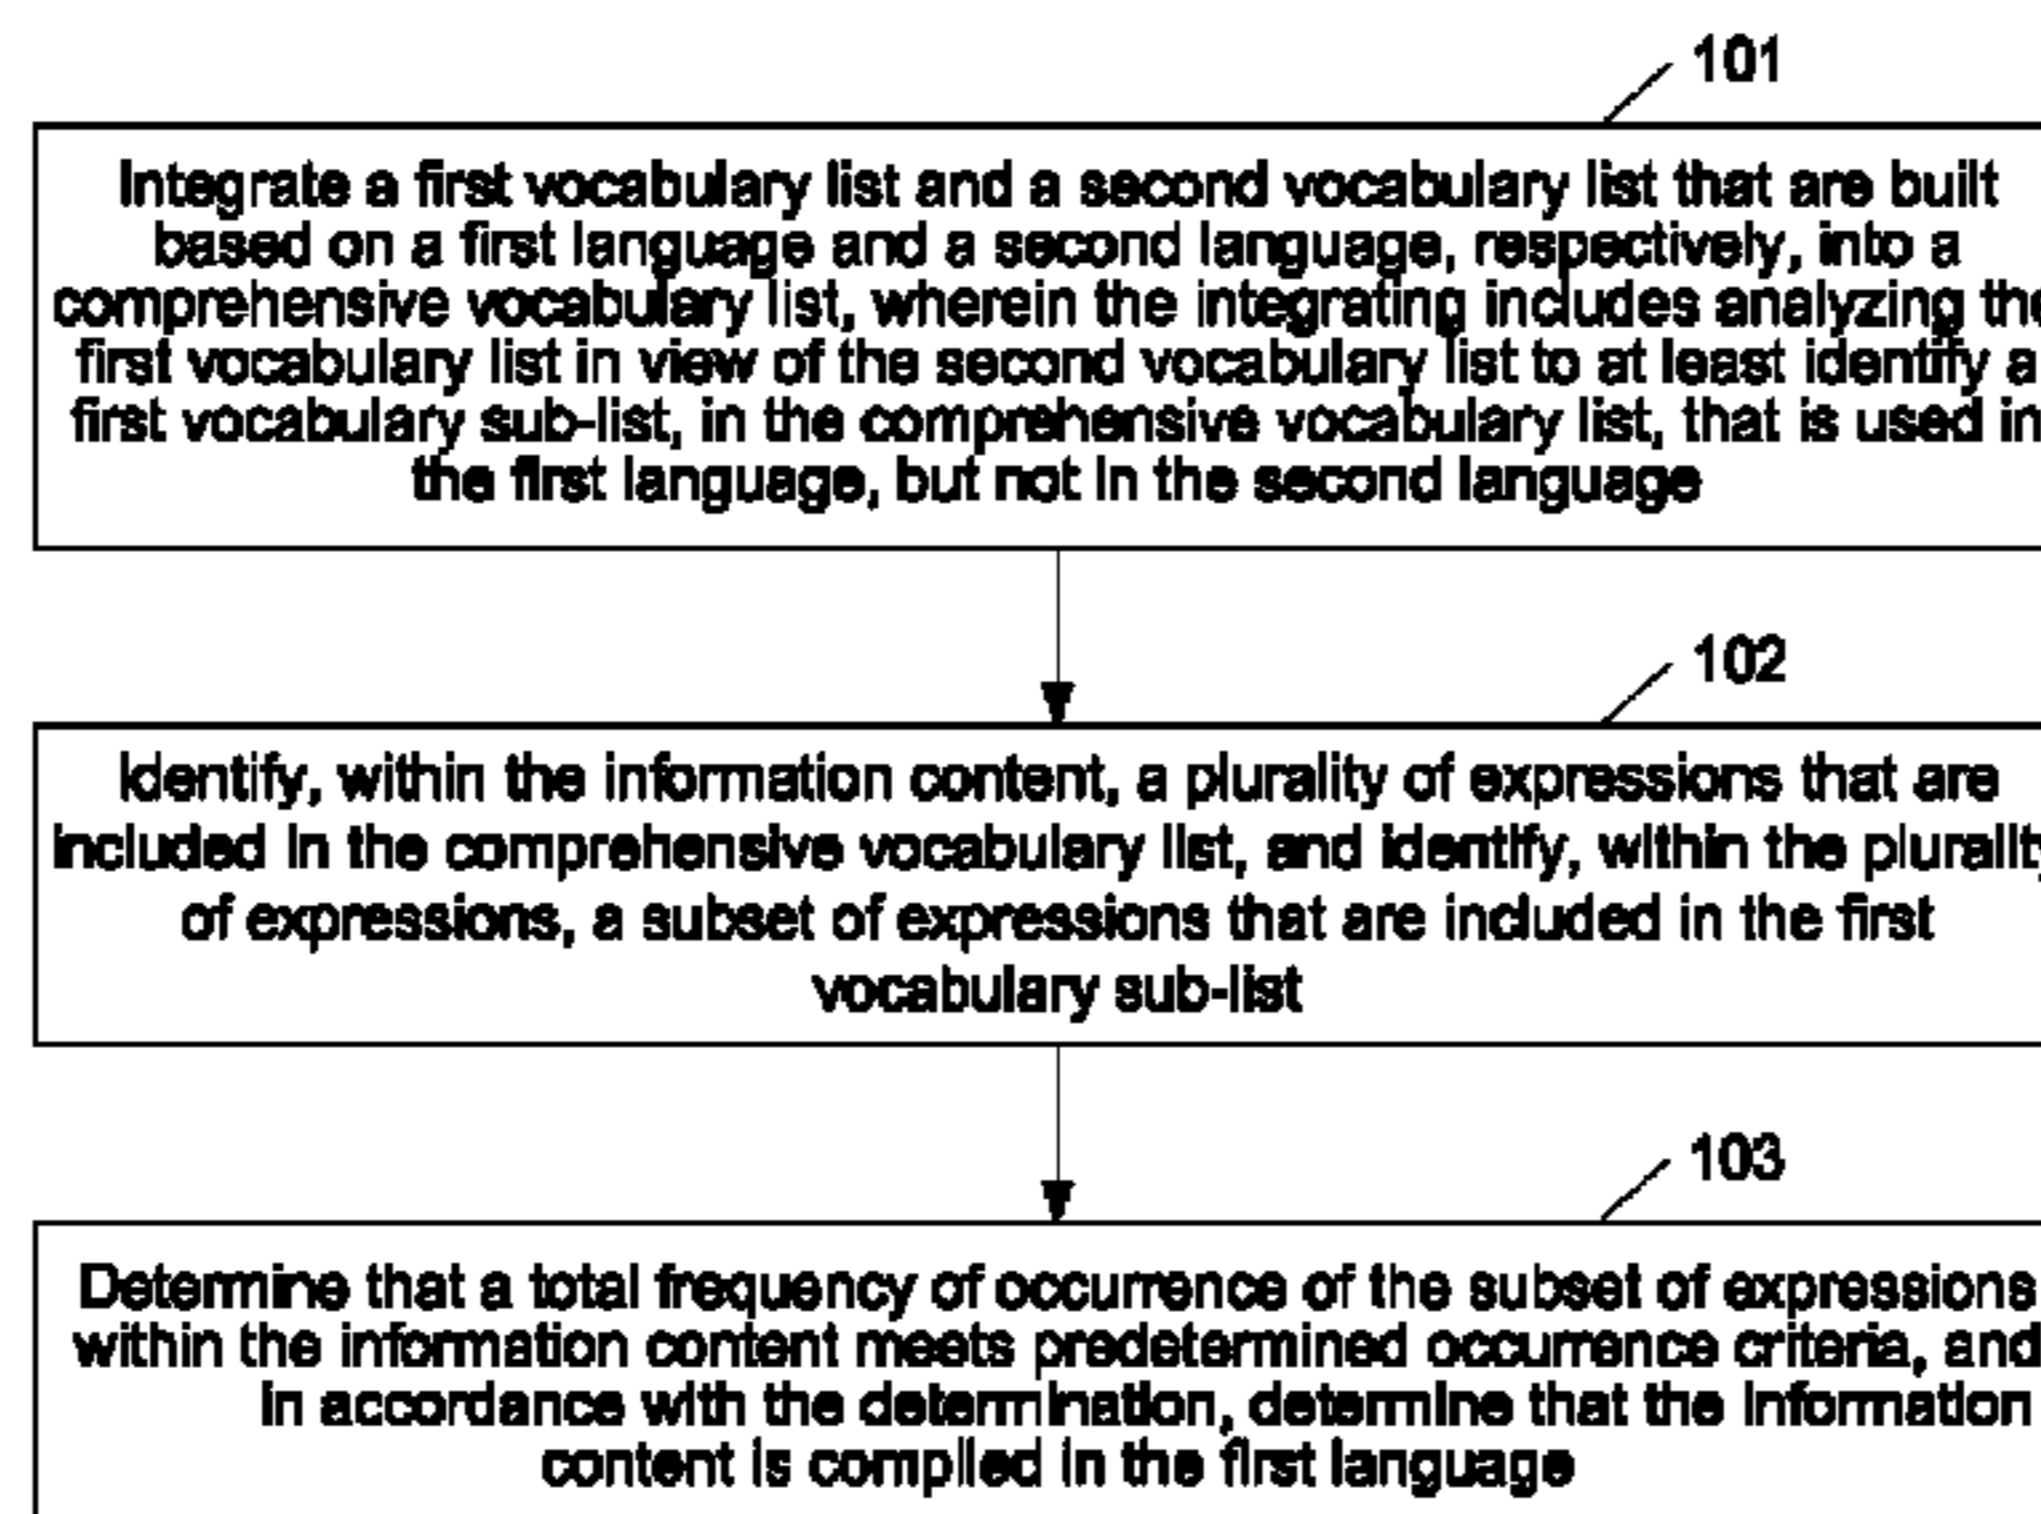 101
Integrate a first vocabulary list and a second vocabulary list that are built
based on a first language and a second language, respectively, into a
comprehensive vocabulary list, wherein the integrating includes analyzing the
first vocabulary list in view of the second vocabulary list to at least identify a
first vocabulary sub-list, in the comprehensive vocabulary list, that is used in
the first language, but not in the second language
102
Identify, within the information content, a plurality of expressions that are
included in the comprehensive vocabulary list, and identify, within the plurality
of expressions, a subset of expressions that are included in the first
vocabulary sub-list
103
Determine that a total frequency of occurrence of the subset of expressions
within the information content meets predetermined occurrence criteria, and
in accordance with the determination, determine that the information
content is compiled in the first language